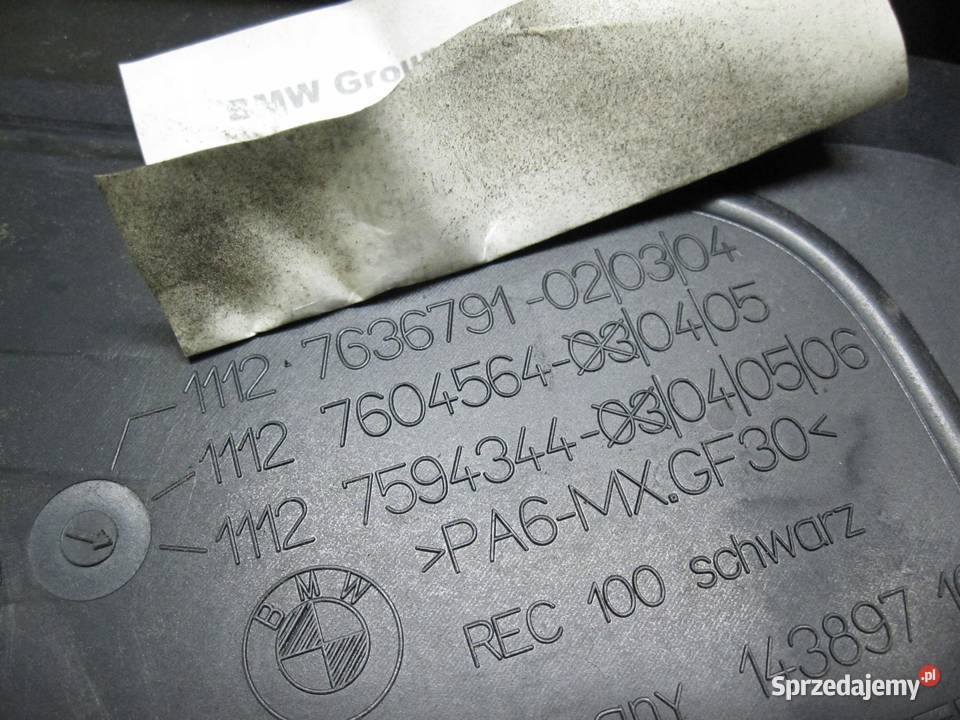 BMW Group
1112 7636791-02|03|04
1112 7604564-03|04|05
1112 7594344-03|04|05|06
>PA6-MX.GF30<
REC 100 schwarz
BMW
143897
Sprzedajemy.pl